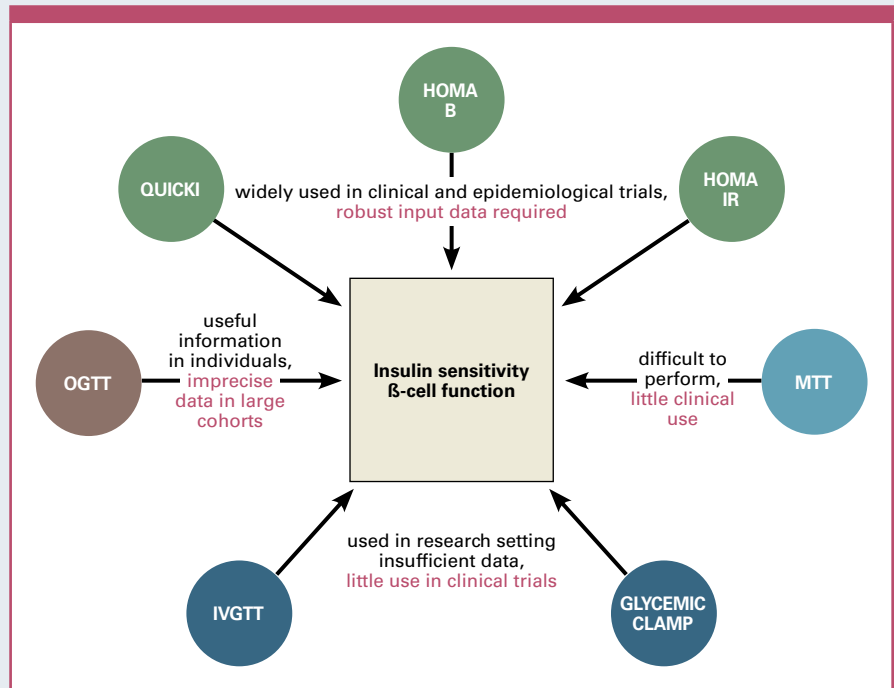 HOMA
B
QUICKI
HOMA
IR
widely used in clinical and epidemiological trials,
robust input data required
OGTT
useful
information
in individuals,
imprecise
data in large
cohorts
Insulin sensitivity
ß-cell function
difficult to
perform,
little clinical
use
MTT
used in research setting
insufficient data,
little use in clinical trials
IVGTT
GLYCEMIC
CLAMP